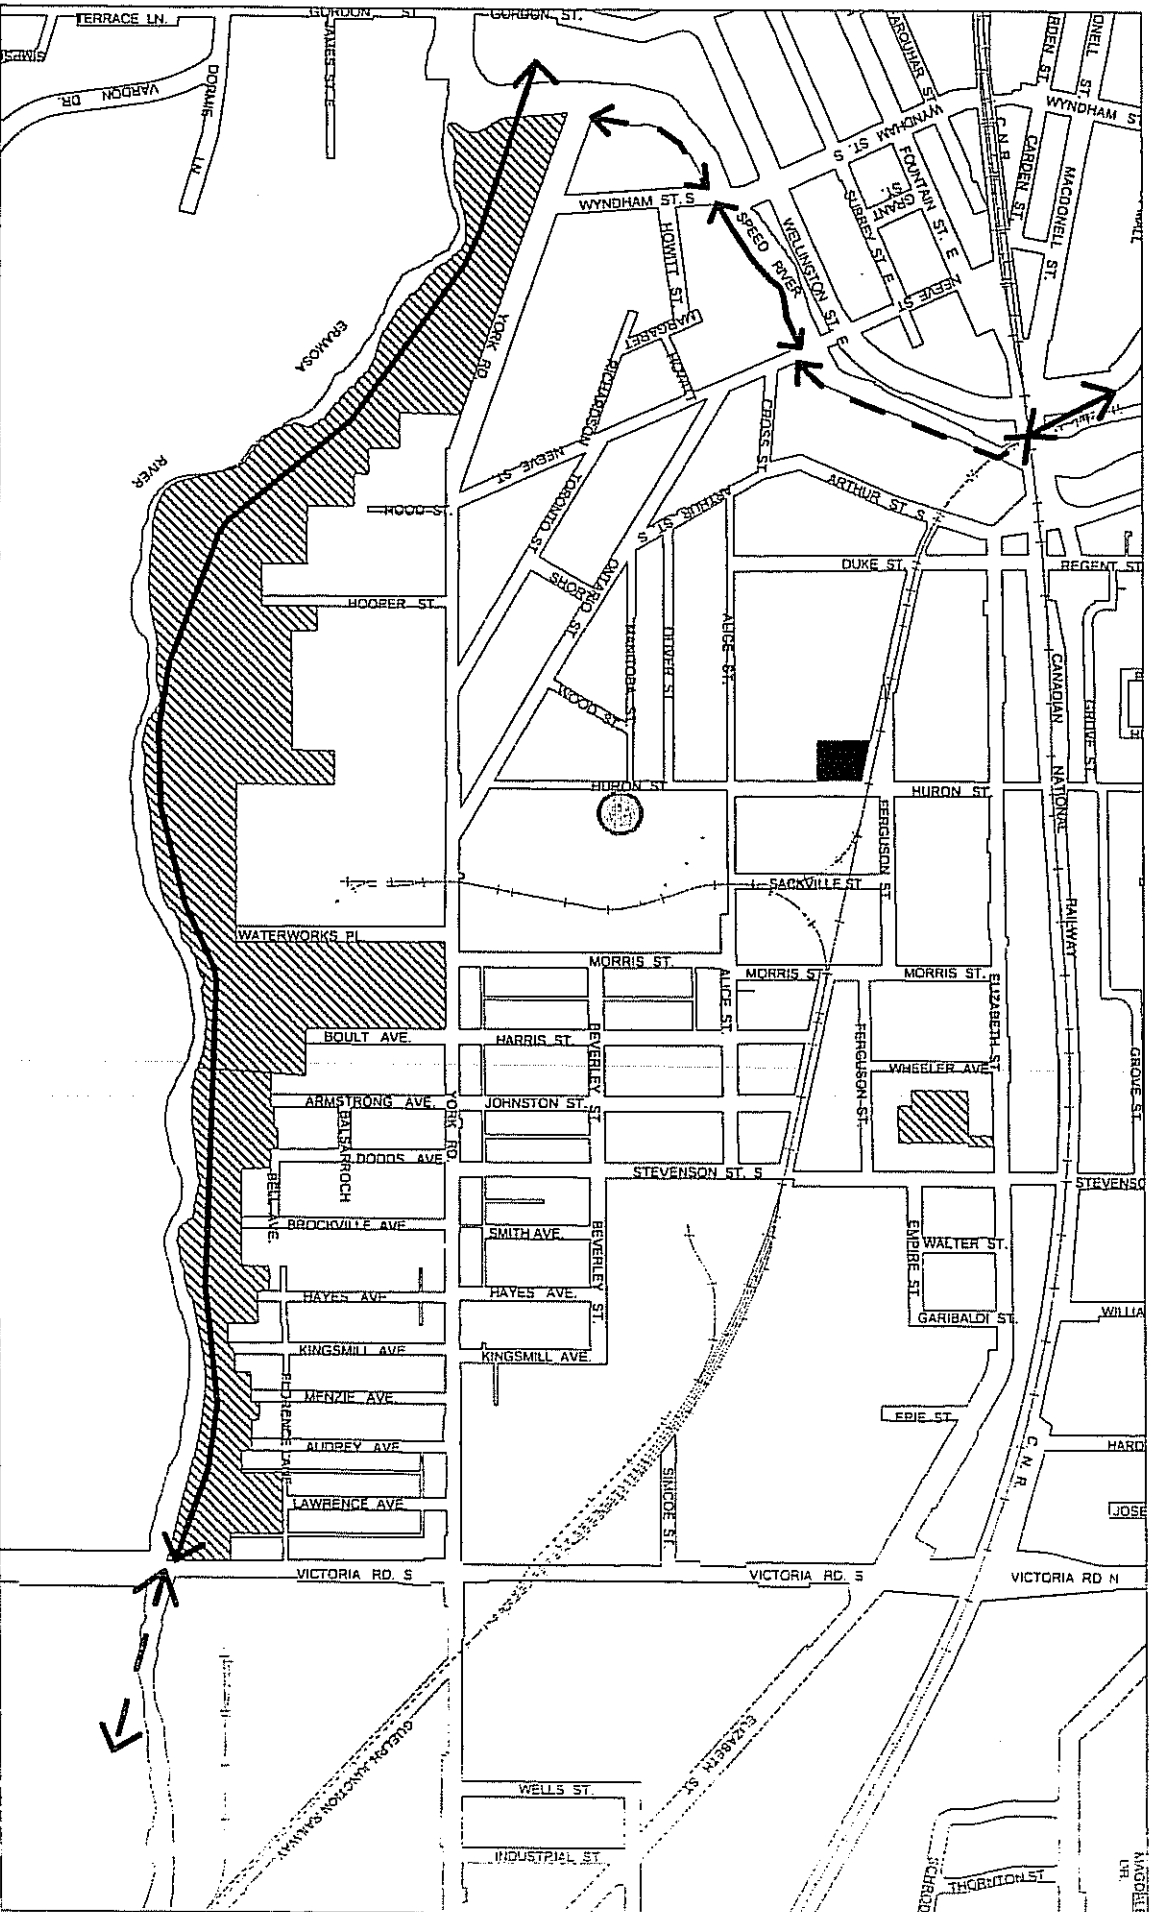 TERRACE LN.
GORDON ST
GORDON ST.
JAMES ST E
VARDON DR.
DORMIE LN
FARQUHAR ST
WYNDHAM ST. S
WYNDHAM ST
C.N.R.
CARDEN ST.
MACDONELL ST.
FOUNTAIN ST. E
GRANT ST.
SURREY ST E
NEEVE ST
WELLINGTON ST. E
SPEED RIVER
WYNDHAM ST. S
HOWITT ST.
MARGARET
YORK RD
ERAMOSA
RIVER
RICHARDSON
NEEVE ST
CROSS ST.
ARTHUR ST S
ARTHUR ST S
TORONTO ST.
HOOD ST.
SHORT
ONTARIO ST.
HOOPER ST.
DUKE ST.
REGENT ST
MANITOBA ST
OLIVER ST
ALICE ST.
WOOD ST
CANADIAN NATIONAL RAILWAY
GROVE ST
HURON ST
HURON ST.
FERGUSON ST
SACKVILLE ST
WATERWORKS PL
MORRIS ST.
MORRIS ST
MORRIS ST.
ALICE ST.
ELIZABETH ST.
BOULT AVE.
HARRIS ST.
BEVERLEY ST
FERGUSON ST
WHEELER AVE
GROVE ST.
ARMSTRONG AVE.
YORK RD.
JOHNSTON ST.
BALSARROCH
DODDS AVE
BELL AVE.
STEVENSON ST. S
STEVENSO
BROCKVILLE AVE
SMITH AVE.
BEVERLEY ST.
EMPIRE ST.
WALTER ST.
HAYES AVE
HAYES AVE.
GARIBALDI ST.
WILLIA
KINGSMILL AVE
KINGSMILL AVE.
FLORENCE LANE
MENZIE AVE.
AUDREY AVE
ERIE ST
C. N. R.
HARD
SIMCOE ST.
LAWRENCE AVE
JOSE
VICTORIA RD. S
VICTORIA RD. S
VICTORIA RD N
GUELPH JUNCTION RAILWAY
ELIZABETH ST
WELLS ST.
INDUSTRIAL ST
THORNTON ST